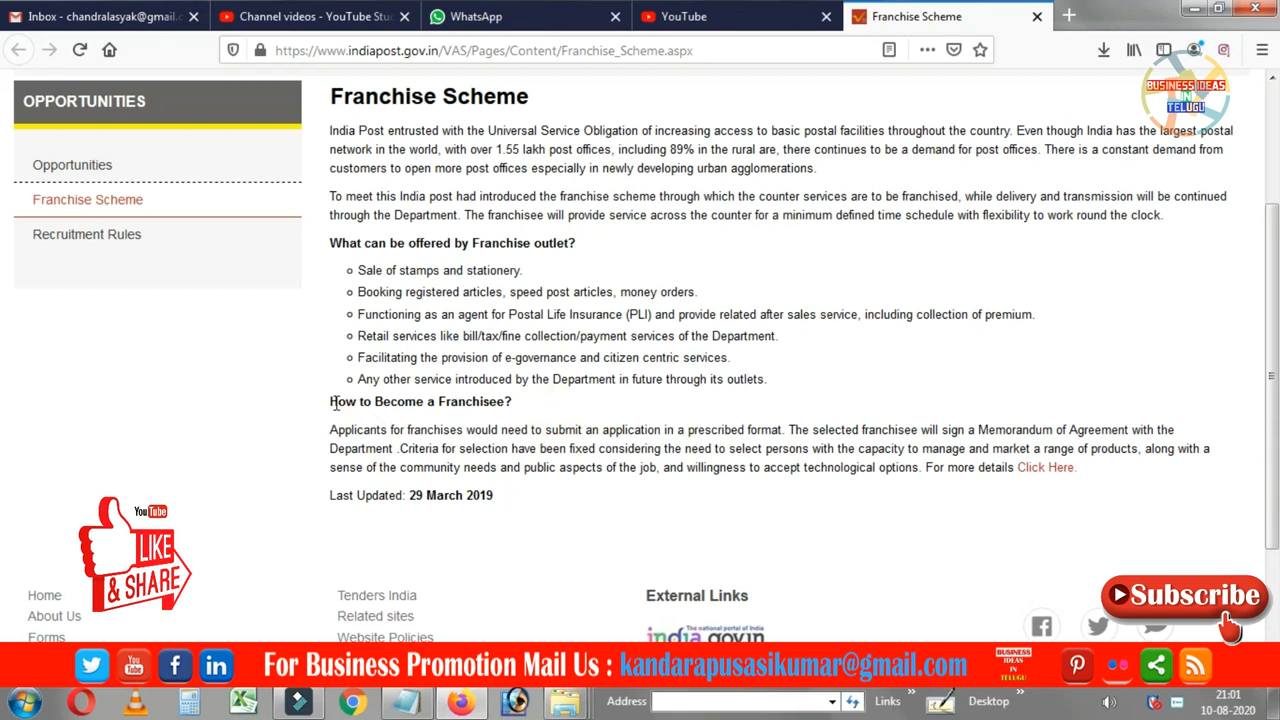 Inbox - chandralasyak@gmail.c
Channel videos - YouTube Stu
WhatsApp
YouTube
Franchise Scheme
https://www.indiapost.gov.in/VAS/Pages/Content/Franchise_Scheme.aspx
BUSINESS IDEAS
IN
TELUGU
OPPORTUNITIES
Opportunities
Franchise Scheme
Recruitment Rules
Franchise Scheme
India Post entrusted with the Universal Service Obligation of increasing access to basic postal facilities throughout the country. Even though India has the largest postal
network in the world, with over 1.55 lakh post offices, including 89% in the rural are, there continues to be a demand for post offices. There is a constant demand from
customers to open more post offices especially in newly developing urban agglomerations.
To meet this India post had introduced the franchise scheme through which the counter services are to be franchised, while delivery and transmission will be continued
through the Department. The franchisee will provide service across the counter for a minimum defined time schedule with flexibility to work round the clock.
What can be offered by Franchise outlet?
Sale of stamps and stationery.
Booking registered articles, speed post articles, money orders.
Functioning as an agent for Postal Life Insurance (PLI) and provide related after sales service, including collection of premium.
Retail services like bill/tax/fine collection/payment services of the Department.
Facilitating the provision of e-governance and citizen centric services.
Any other service introduced by the Department in future through its outlets.
How to Become a Franchisee?
Applicants for franchises would need to submit an application in a prescribed format. The selected franchisee will sign a Memorandum of Agreement with the
Department .Criteria for selection have been fixed considering the need to select persons with the capacity to manage and market a range of products, along with a
sense of the community needs and public aspects of the job, and willingness to accept technological options. For more details Click Here.
Last Updated: 29 March 2019
YouTube
LIKE
& SHARE
Home
About Us
Forms
Tenders India
Related sites
Website Policies
External Links
The national portal of India
india.gov.in
Subscribe
You
Tube
For Business Promotion Mail Us : kandarapusasikumar@gmail.com
BUSINESS
IDEAS
IN
TELUGU
Address
Links
Desktop
21:01
10-08-2020